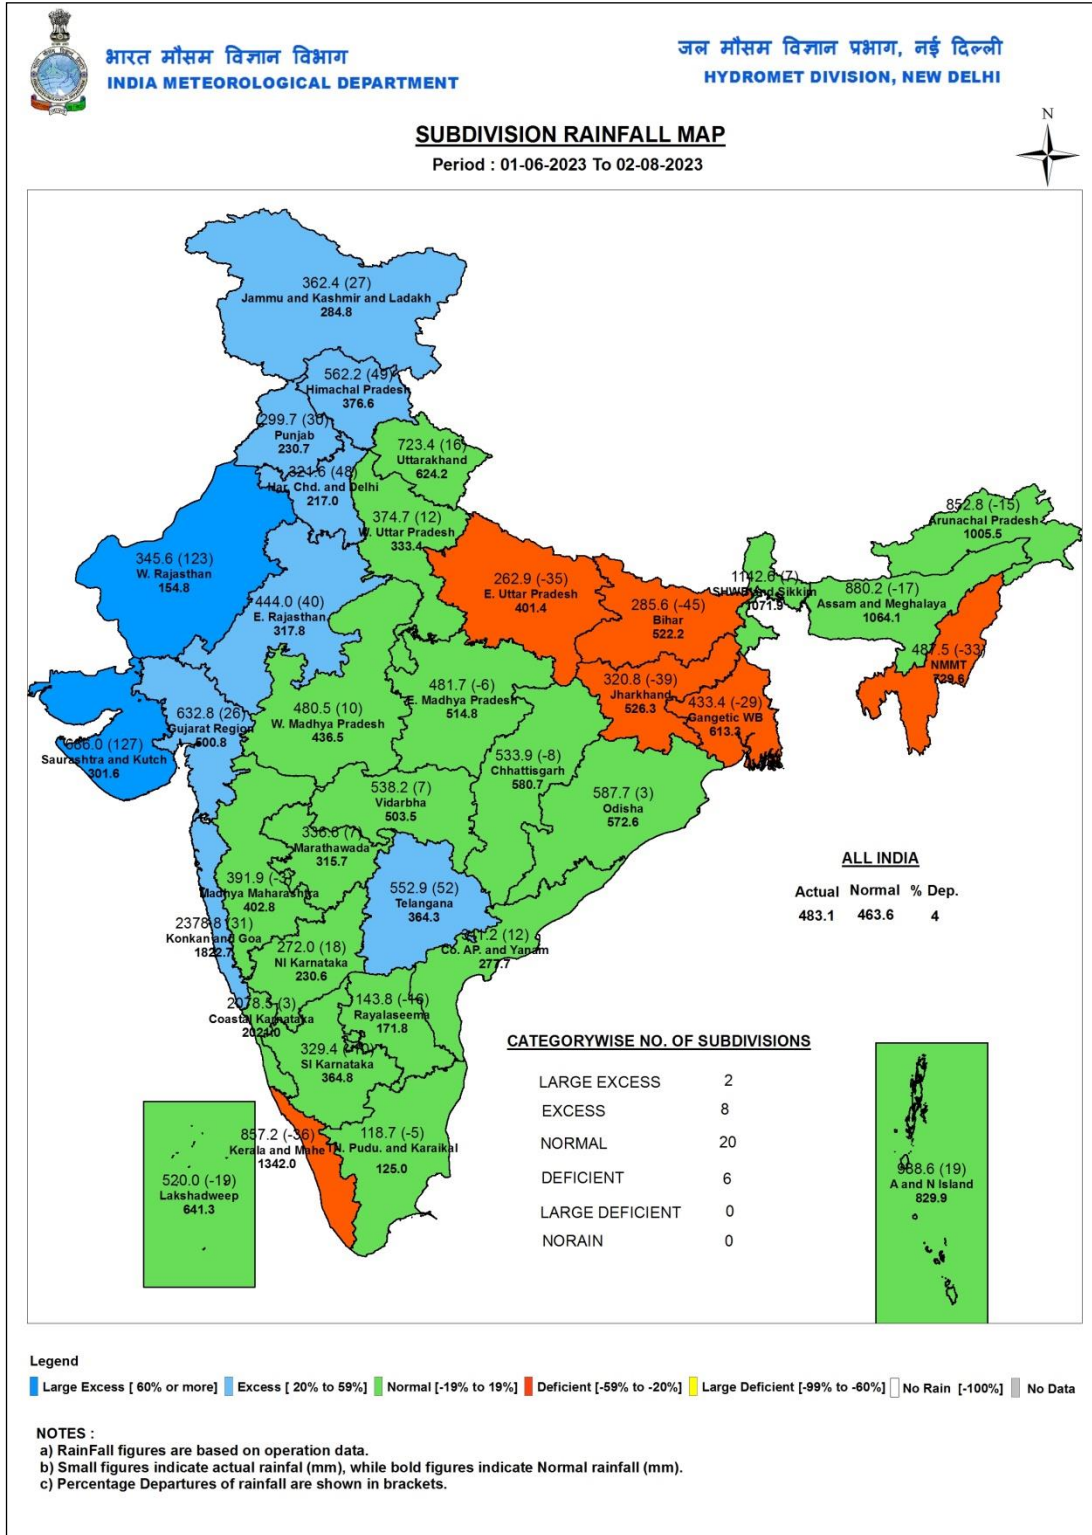 भारत मौसम विज्ञान विभाग
INDIA METEOROLOGICAL DEPARTMENT
जल मौसम विज्ञान प्रभाग, नई दिल्ली
HYDROMET DIVISION, NEW DELHI
SUBDIVISION RAINFALL MAP
Period : 01-06-2023 To 02-08-2023
N
362.4 (27)
Jammu and Kashmir and Ladakh
284.8
562.2 (49)
Himachal Pradesh
376.6
299.7 (30)
Punjab
230.7
723.4 (16)
Uttarakhand
624.2
321.6 (48)
Har. Chd. and Delhi
217.0
374.7 (12)
W. Uttar Pradesh
333.4
852.8 (-15)
Arunachal Pradesh
1005.5
345.6 (123)
W. Rajasthan
154.8
262.9 (-35)
E. Uttar Pradesh
401.4
1142.6 (7)
SHWB and Sikkim
1071.9
880.2 (-17)
Assam and Meghalaya
1064.1
444.0 (40)
E. Rajasthan
317.8
285.6 (-45)
Bihar
522.2
487.5 (-33)
NMMT
729.6
320.8 (-39)
Jharkhand
526.3
481.7 (-6)
E. Madhya Pradesh
514.8
433.4 (-29)
Gangetic WB
613.3
480.5 (10)
W. Madhya Pradesh
436.5
632.8 (26)
Gujarat Region
500.8
686.0 (127)
Saurashtra and Kutch
301.6
533.9 (-8)
Chhattisgarh
580.7
538.2 (7)
Vidarbha
503.5
587.7 (3)
Odisha
572.6
336.6 (7)
Marathawada
315.7
391.9 (-3)
Madhya Maharashtra
402.8
552.9 (52)
Telangana
364.3
2378.8 (31)
Konkan and Goa
1822.7
272.0 (18)
NI Karnataka
230.6
311.2 (12)
Co. AP. and Yanam
277.7
ALL INDIA
Actual Normal % Dep.
483.1 463.6 4
2078.5 (3)
Coastal Karnataka
2021.0
143.8 (-16)
Rayalaseema
171.8
329.4 (-10)
SI Karnataka
364.8
857.2 (-36)
Kerala and Mahe
1342.0
118.7 (-5)
TN. Pudu. and Karaikal
125.0
520.0 (-19)
Lakshadweep
641.3
988.6 (19)
A and N Island
829.9
CATEGORYWISE NO. OF SUBDIVISIONS
LARGE EXCESS 2
EXCESS 8
NORMAL 20
DEFICIENT 6
LARGE DEFICIENT 0
NORAIN 0
Legend
Large Excess [ 60% or more] Excess [ 20% to 59%] Normal [-19% to 19%] Deficient [-59% to -20%] Large Deficient [-99% to -60%] No Rain [-100%] No Data
NOTES :
a) RainFall figures are based on operation data.
b) Small figures indicate actual rainfal (mm), while bold figures indicate Normal rainfall (mm).
c) Percentage Departures of rainfall are shown in brackets.